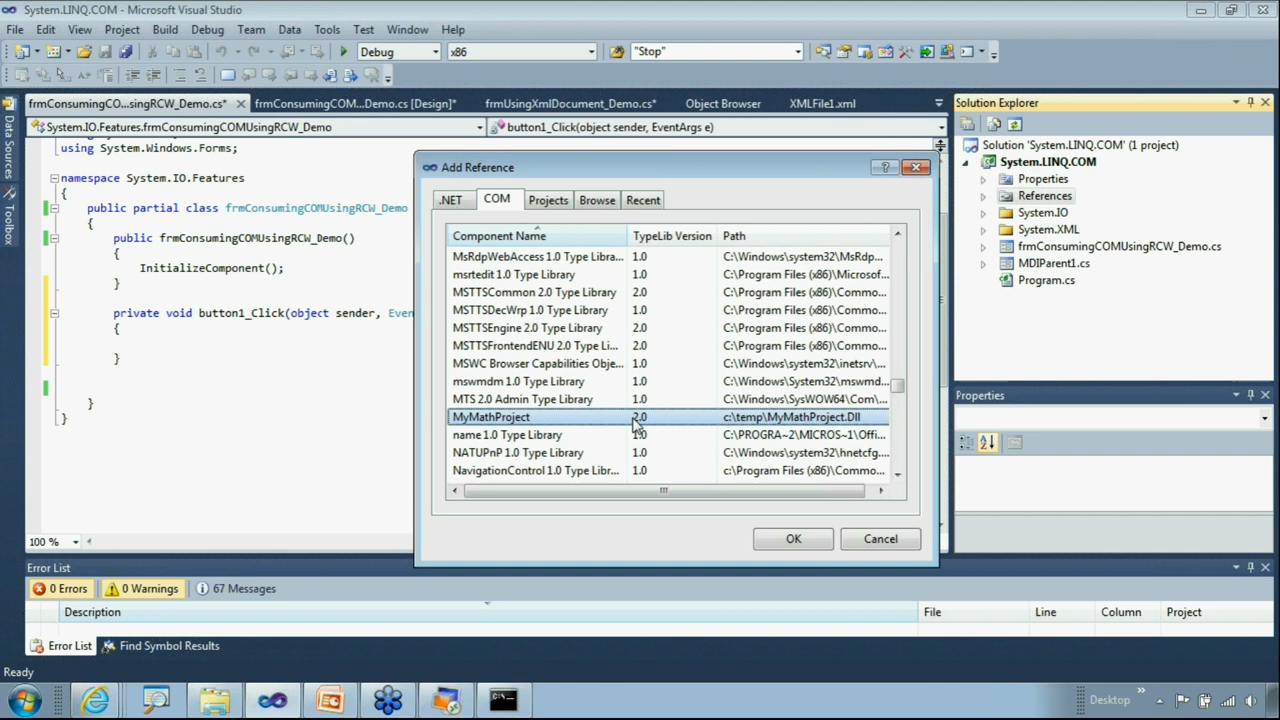 System.LINQ.COM - Microsoft Visual Studio
File Edit View Project Build Debug Team Data Tools Test Window Help
Debug x86 "Stop"
frmConsumingCO...singRCW_Demo.cs* frmConsumingCOM...Demo.cs [Design]* frmUsingXmlDocument_Demo.cs* Object Browser XMLFile1.xml
System.IO.Features.frmConsumingCOMUsingRCW_Demo button1_Click(object sender, EventArgs e)
Data Sources
Toolbox
using System.Windows.Forms;
namespace System.IO.Features
{
public partial class frmConsumingCOMUsingRCW_Demo
{
public frmConsumingCOMUsingRCW_Demo()
{
InitializeComponent();
}
private void button1_Click(object sender, Even
{
}
}
}
100 %
Add Reference
.NET COM Projects Browse Recent
Component Name TypeLib Version Path
MsRdpWebAccess 1.0 Type Libra... 1.0 C:\Windows\system32\MsRdp...
msrtedit 1.0 Type Library 1.0 C:\Program Files (x86)\Microsof...
MSTTSCommon 2.0 Type Library 2.0 C:\Program Files (x86)\Commo...
MSTTSDecWrp 1.0 Type Library 1.0 C:\Program Files (x86)\Commo...
MSTTSEngine 2.0 Type Library 2.0 C:\Program Files (x86)\Commo...
MSTTSFrontendENU 2.0 Type Li... 2.0 C:\Program Files (x86)\Commo...
MSWC Browser Capabilities Obje... 1.0 C:\Windows\system32\inetsrv\...
mswmdm 1.0 Type Library 1.0 C:\Windows\System32\mswmd...
MTS 2.0 Admin Type Library 1.0 C:\Windows\SysWOW64\Com\...
MyMathProject 2.0 c:\temp\MyMathProject.Dll
name 1.0 Type Library 1.0 C:\PROGRA~2\MICROS~1\Offi...
NATUPnP 1.0 Type Library 1.0 C:\Windows\system32\hnetcfg...
NavigationControl 1.0 Type Libr... 1.0 c:\Program Files (x86)\Commo...
OK Cancel
Solution Explorer
Solution 'System.LINQ.COM' (1 project)
System.LINQ.COM
Properties
References
System.IO
System.XML
frmConsumingCOMUsingRCW_Demo.cs
MDIParent1.cs
Program.cs
Properties
Error List
0 Errors 0 Warnings 67 Messages
Description File Line Column Project
Error List Find Symbol Results
Ready
Desktop